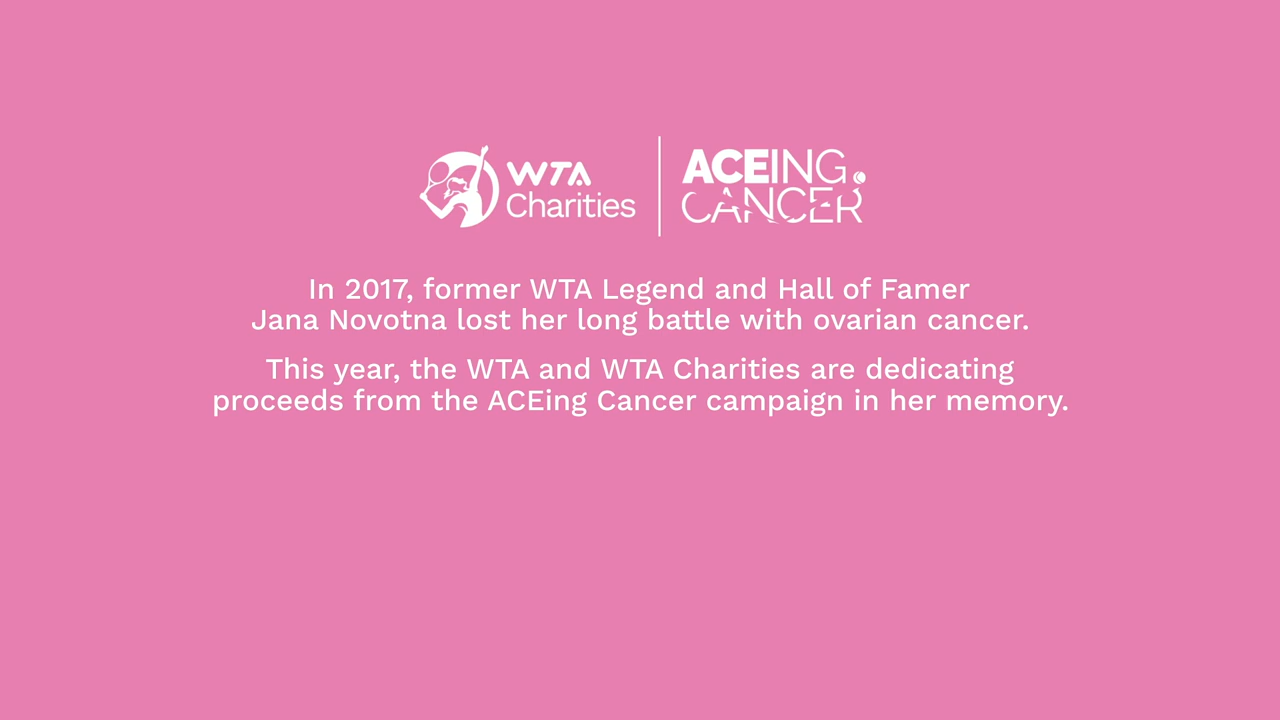 WTA
Charities
ACEING
CANCER
In 2017, former WTA Legend and Hall of Famer
Jana Novotna lost her long battle with ovarian cancer.
This year, the WTA and WTA Charities are dedicating
proceeds from the ACEing Cancer campaign in her memory.